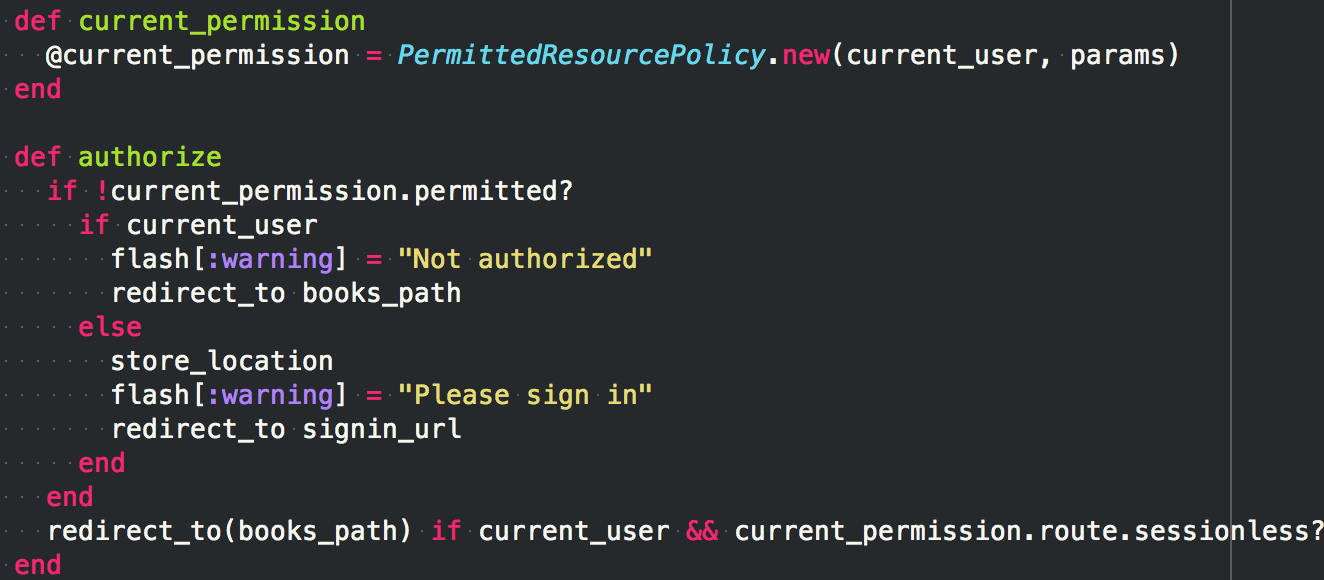 def current_permission
  @current_permission = PermittedResourcePolicy.new(current_user, params)
end

def authorize
  if !current_permission.permitted?
    if current_user
      flash[:warning] = "Not authorized"
      redirect_to books_path
    else
      store_location
      flash[:warning] = "Please sign in"
      redirect_to signin_url
    end
  end
  redirect_to(books_path) if current_user && current_permission.route.sessionless?
end